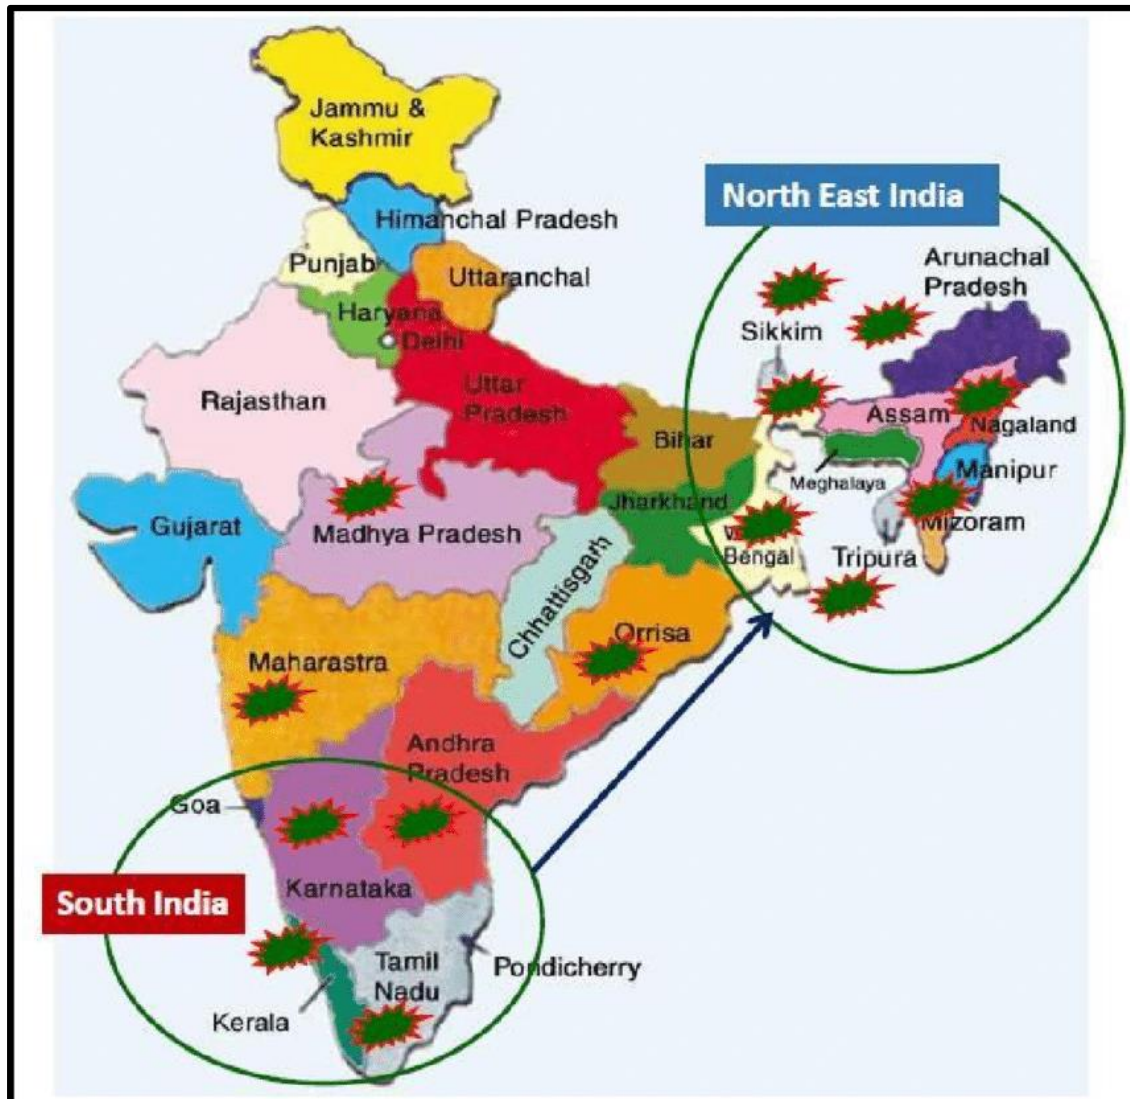 Jammu &
Kashmir
North East India
Himanchal Pradesh
Punjab
Uttaranchal
Arunachal
Pradesh
Haryana
Delhi
Sikkim
Rajasthan
Uttar
Pradesh
Bihar
Assam
Nagaland
Jharkhand
Meghalaya
Manipur
Gujarat
Madhya Pradesh
Bengal
Mizoram
Tripura
Chhattisgarh
Orrisa
Maharastra
Andhra
Pradesh
Goa
South India
Karnataka
Tamil
Nadu
Pondicherry
Kerala